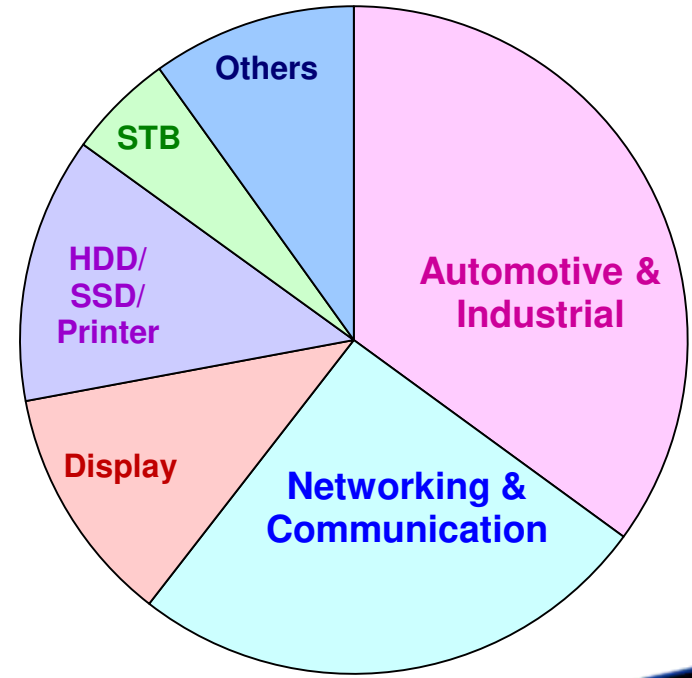 Others
STB
HDD/
SSD/
Printer
Automotive &
Industrial
Display
Networking &
Communication